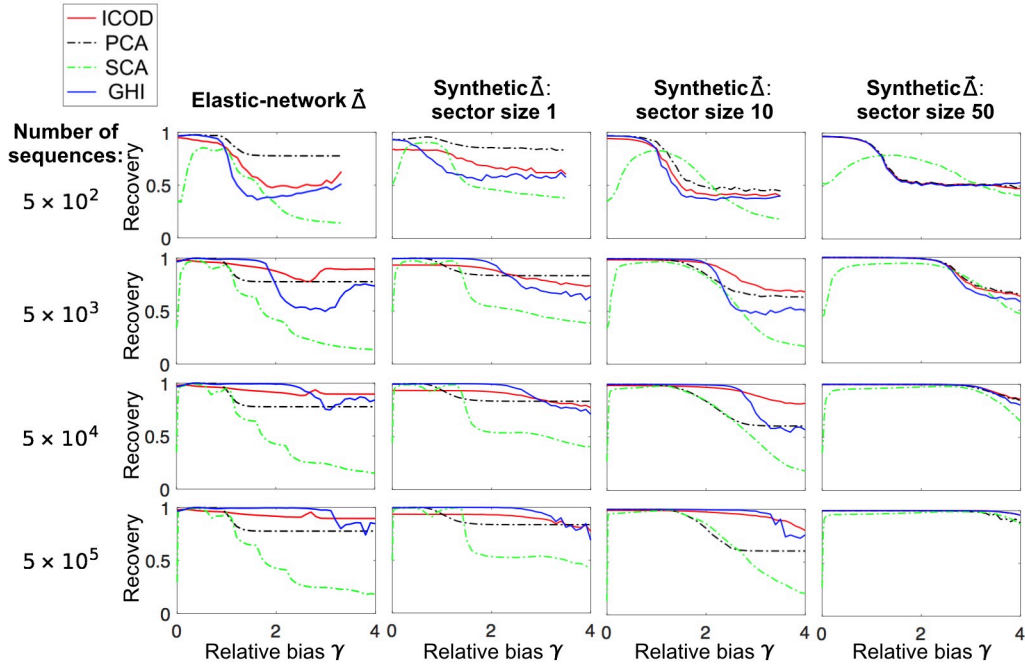 ICOD
PCA
SCA
GHI
Elastic-network Δ⃗
Synthetic Δ⃗:
sector size 1
Synthetic Δ⃗:
sector size 10
Synthetic Δ⃗:
sector size 50
Number of
sequences:
5 × 10²
Recovery
1
0.5
0
5 × 10³
Recovery
1
0.5
0
5 × 10⁴
Recovery
1
0.5
0
5 × 10⁵
Recovery
1
0.5
0
0 2 4
0 2 4
0 2 4
0 2 4
Relative bias γ
Relative bias γ
Relative bias γ
Relative bias γ